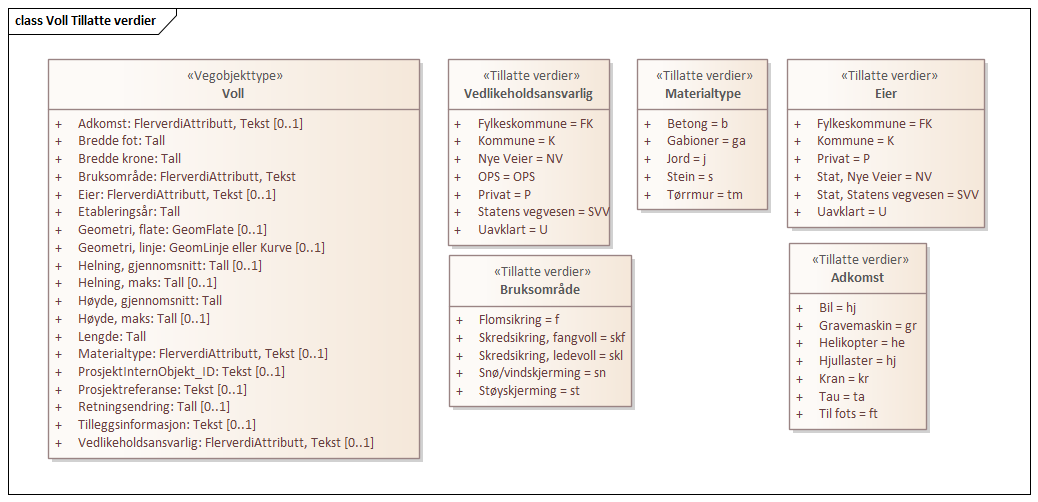 class Voll Tillatte verdier
«Vegobjekttype»
Voll
+ Adkomst: FlerverdiAttributt, Tekst [0..1]
+ Bredde fot: Tall
+ Bredde krone: Tall
+ Bruksområde: FlerverdiAttributt, Tekst
+ Eier: FlerverdiAttributt, Tekst [0..1]
+ Etableringsår: Tall
+ Geometri, flate: GeomFlate [0..1]
+ Geometri, linje: GeomLinje eller Kurve [0..1]
+ Helning, gjennomsnitt: Tall [0..1]
+ Helning, maks: Tall [0..1]
+ Høyde, gjennomsnitt: Tall
+ Høyde, maks: Tall [0..1]
+ Lengde: Tall
+ Materialtype: FlerverdiAttributt, Tekst [0..1]
+ ProsjektInternObjekt_ID: Tekst [0..1]
+ Prosjektreferanse: Tekst [0..1]
+ Retningsendring: Tall [0..1]
+ Tilleggsinformasjon: Tekst [0..1]
+ Vedlikeholdsansvarlig: FlerverdiAttributt, Tekst [0..1]
«Tillatte verdier»
Vedlikeholdsansvarlig
+ Fylkeskommune = FK
+ Kommune = K
+ Nye Veier = NV
+ OPS = OPS
+ Privat = P
+ Statens vegvesen = SVV
+ Uavklart = U
«Tillatte verdier»
Materialtype
+ Betong = b
+ Gabioner = ga
+ Jord = j
+ Stein = s
+ Tørrmur = tm
«Tillatte verdier»
Eier
+ Fylkeskommune = FK
+ Kommune = K
+ Privat = P
+ Stat, Nye Veier = NV
+ Stat, Statens vegvesen = SVV
+ Uavklart = U
«Tillatte verdier»
Bruksområde
+ Flomsikring = f
+ Skredsikring, fangvoll = skf
+ Skredsikring, ledevoll = skl
+ Snø/vindskjerming = sn
+ Støyskjerming = st
«Tillatte verdier»
Adkomst
+ Bil = hj
+ Gravemaskin = gr
+ Helikopter = he
+ Hjullaster = hj
+ Kran = kr
+ Tau = ta
+ Til fots = ft